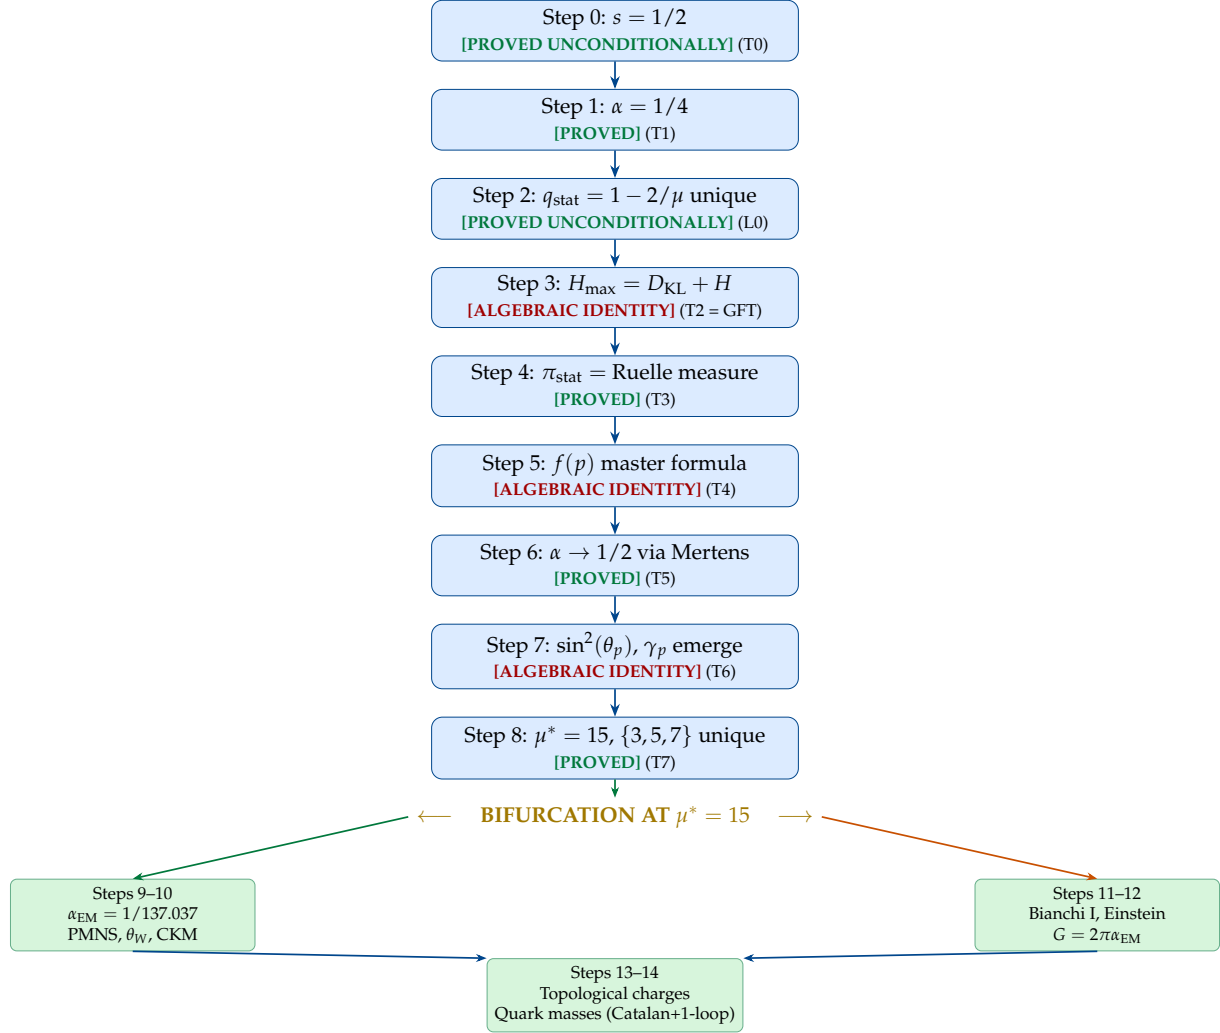 Step 0: s = 1/2
[PROVED UNCONDITIONALLY] (T0)
Step 1: α = 1/4
[PROVED] (T1)
Step 2: q_stat = 1 − 2/μ unique
[PROVED UNCONDITIONALLY] (L0)
Step 3: H_max = D_KL + H
[ALGEBRAIC IDENTITY] (T2 = GFT)
Step 4: π_stat = Ruelle measure
[PROVED] (T3)
Step 5: f(p) master formula
[ALGEBRAIC IDENTITY] (T4)
Step 6: α → 1/2 via Mertens
[PROVED] (T5)
Step 7: sin²(θ_p), γ_p emerge
[ALGEBRAIC IDENTITY] (T6)
Step 8: μ* = 15, {3, 5, 7} unique
[PROVED] (T7)
⟵ BIFURCATION AT μ* = 15 ⟶
Steps 9–10
α_EM = 1/137.037
PMNS, θ_W, CKM
Steps 11–12
Bianchi I, Einstein
G = 2πα_EM
Steps 13–14
Topological charges
Quark masses (Catalan+1-loop)